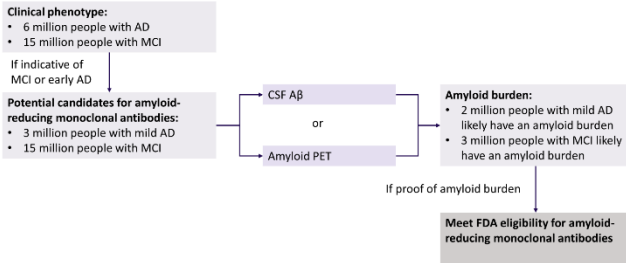 Clinical phenotype:
• 6 million people with AD
• 15 million people with MCI
If indicative of
MCI or early AD
Potential candidates for amyloid-
reducing monoclonal antibodies:
• 3 million people with mild AD
• 15 million people with MCI
CSF Aβ
or
Amyloid PET
Amyloid burden:
• 2 million people with mild AD
likely have an amyloid burden
• 3 million people with MCI likely
have an amyloid burden
If proof of amyloid burden
Meet FDA eligibility for amyloid-
reducing monoclonal antibodies